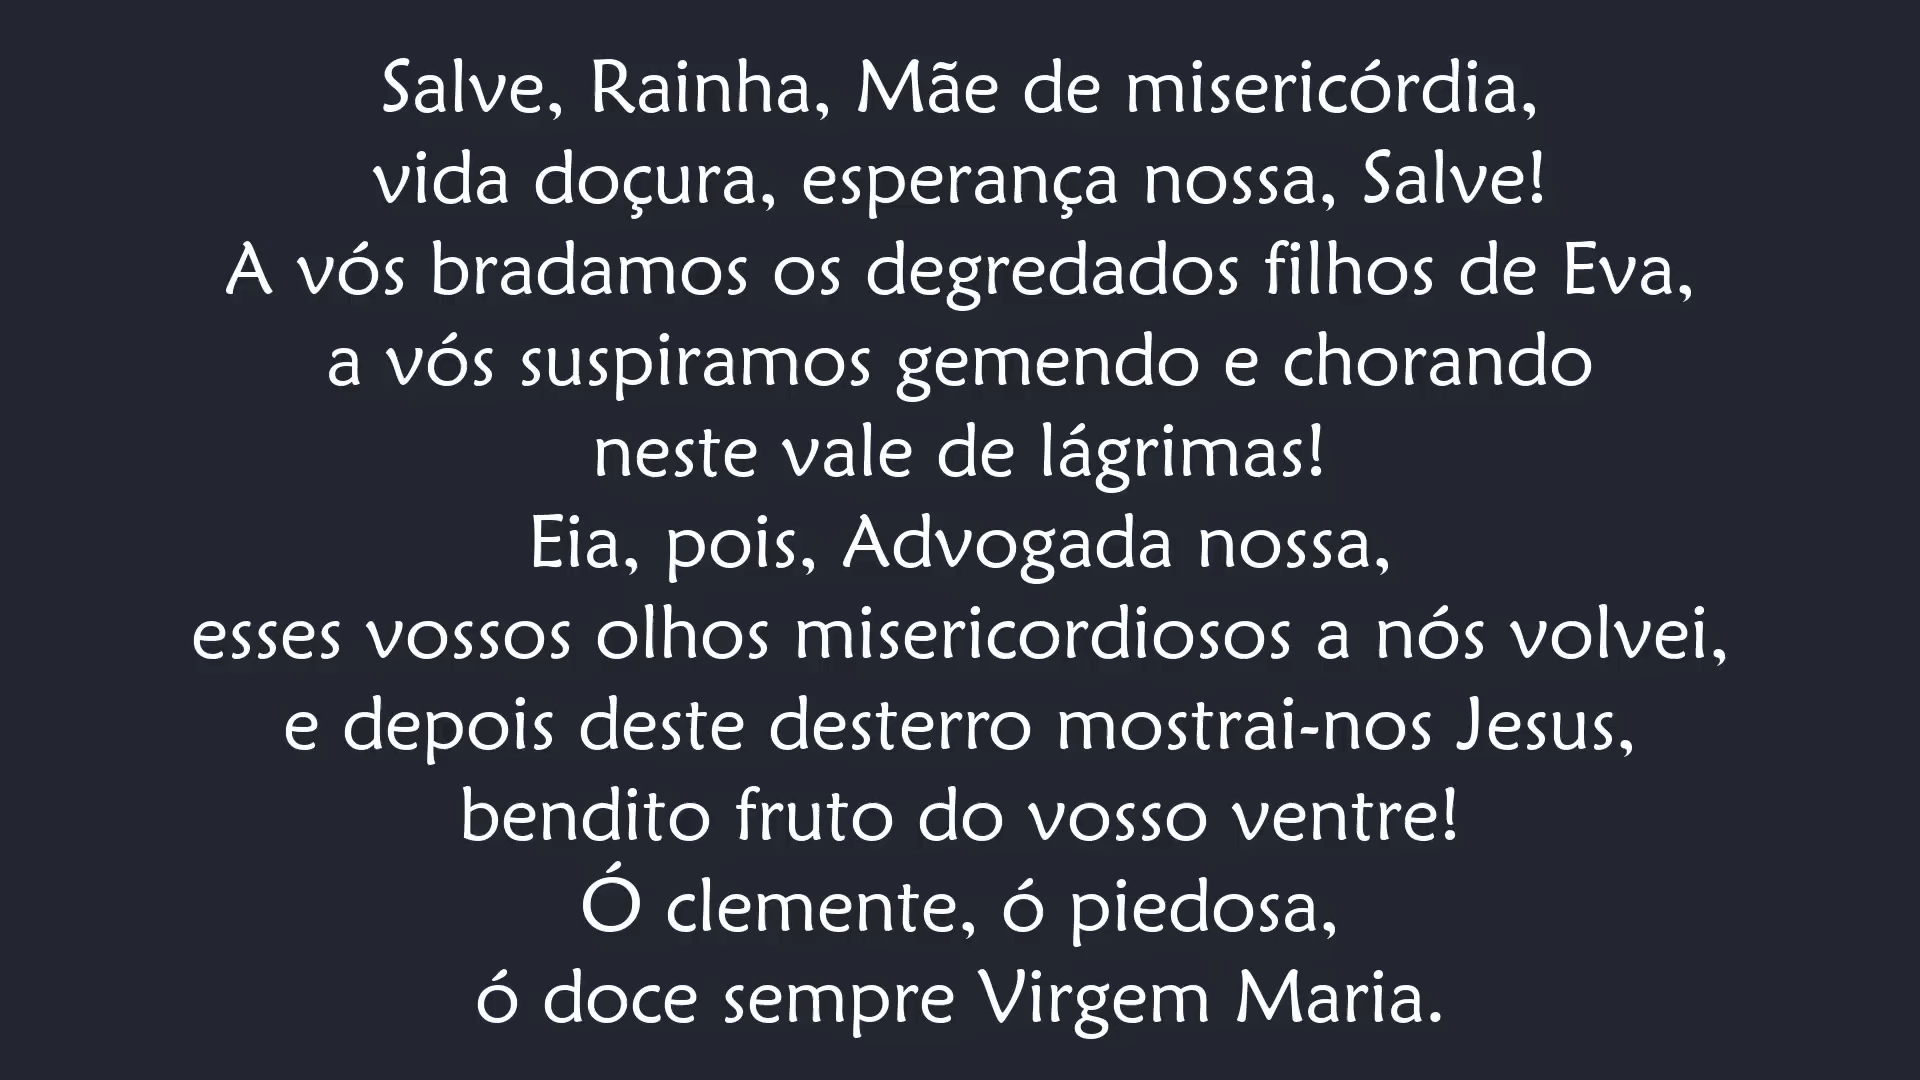 Salve, Rainha, Mãe de misericórdia,
vida doçura, esperança nossa, Salve!
A vós bradamos os degredados filhos de Eva,
a vós suspiramos gemendo e chorando
neste vale de lágrimas!
Eia, pois, Advogada nossa,
esses vossos olhos misericordiosos a nós volvei,
e depois deste desterro mostrai-nos Jesus,
bendito fruto do vosso ventre!
Ó clemente, ó piedosa,
ó doce sempre Virgem Maria.